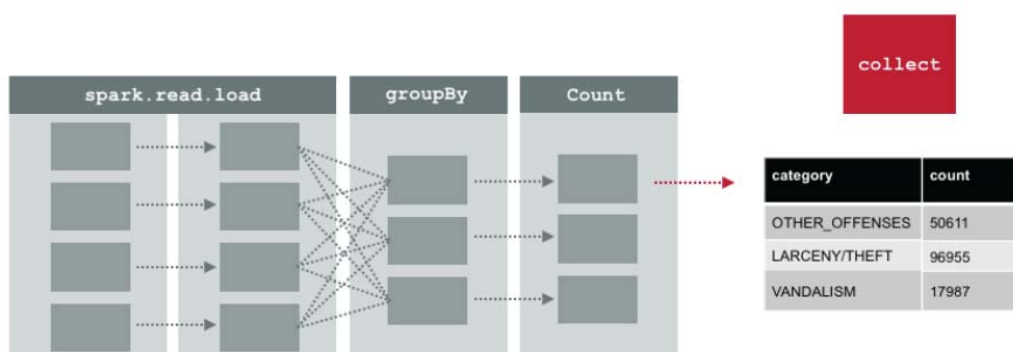 collect
spark.read.load
groupBy
Count
category count
OTHER_OFFENSES 50611
LARCENY/THEFT 96955
VANDALISM 17987